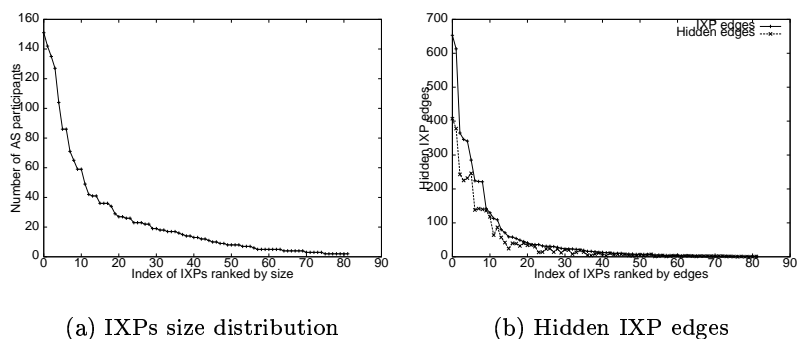 160
140
120
100
80
60
40
20
0
Number of AS participants
0 10 20 30 40 50 60 70 80 90
Index of IXPs ranked by size
(a) IXPs size distribution
700
600
500
400
300
200
100
0
Hidden IXP edges
IXP edges
Hidden edges
0 10 20 30 40 50 60 70 80 90
Index of IXPs ranked by edges
(b) Hidden IXP edges